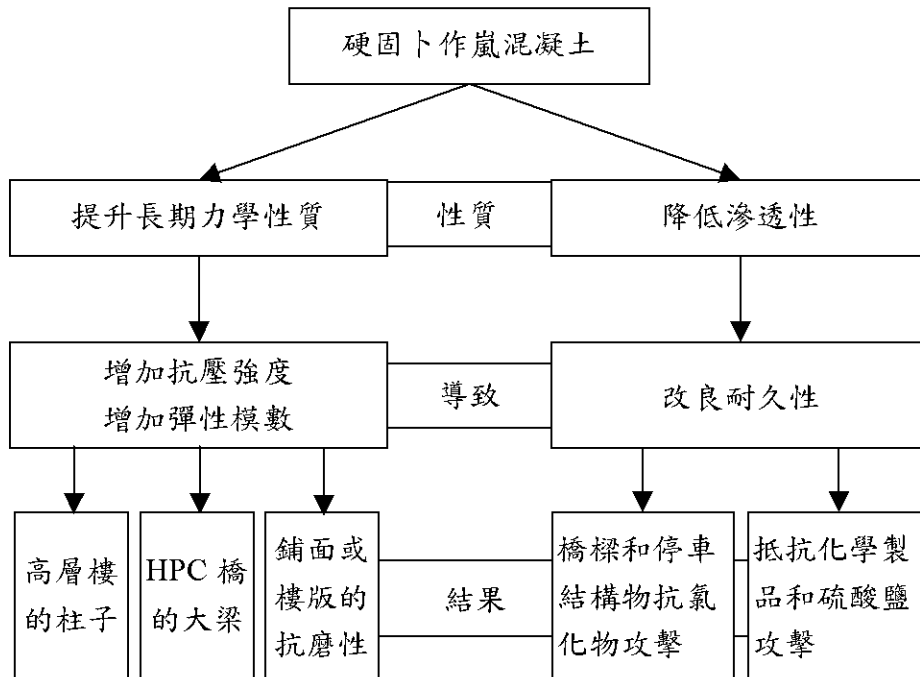 硬固卜作嵐混凝土
提升長期力學性質
性質
降低滲透性
增加抗壓強度
增加彈性模數
導致
改良耐久性
高層樓
的柱子
HPC 橋
的大梁
鋪面或
樓版的
抗磨性
結果
橋樑和停車
結構物抗氯
化物攻擊
抵抗化學製
品和硫酸鹽
攻擊